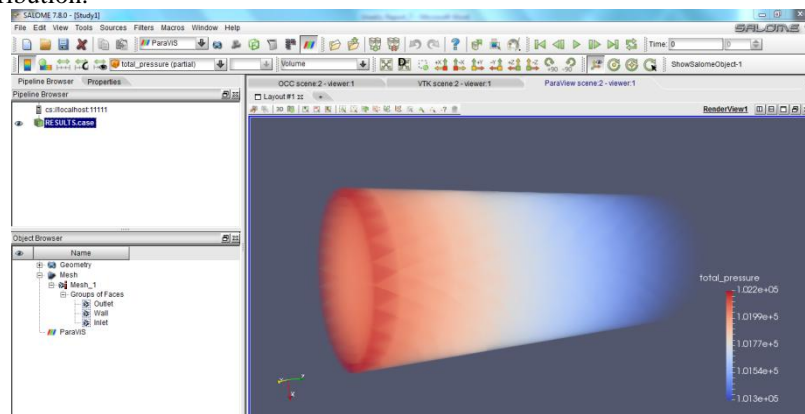 ribution.
SALOME 7.8.0 - [Study1]
File Edit View Tools Sources Filters Macros Window Help
SALOME 7
ParaViS
Time: 0
0
total_pressure (partial)
Volume
ShowSalomeObject-1
Pipeline Browser Properties
OCC scene:2 - viewer:1 VTK scene:2 - viewer:1 ParaView scene:2 - viewer:1
Pipeline Browser
Layout #1
cs://localhost:11111
3D
RenderView1
RESULTS.case
Object Browser
Name
Geometry
Mesh
Mesh_1
Groups of Faces
Outlet
Wall
Inlet
ParaViS
total_pressure
1.022e+05
1.0199e+5
1.0177e+5
1.0154e+5
1.013e+05